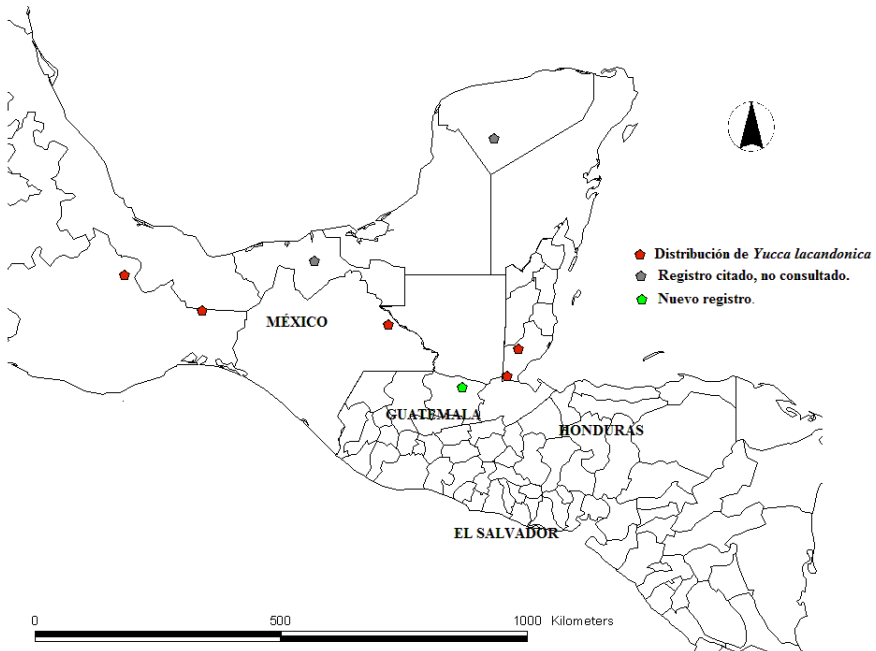 Distribución de Yucca lacandonica
Registro citado, no consultado.
Nuevo registro.
MÉXICO
GUATEMALA
HONDURAS
EL SALVADOR
0 500 1000 Kilometers